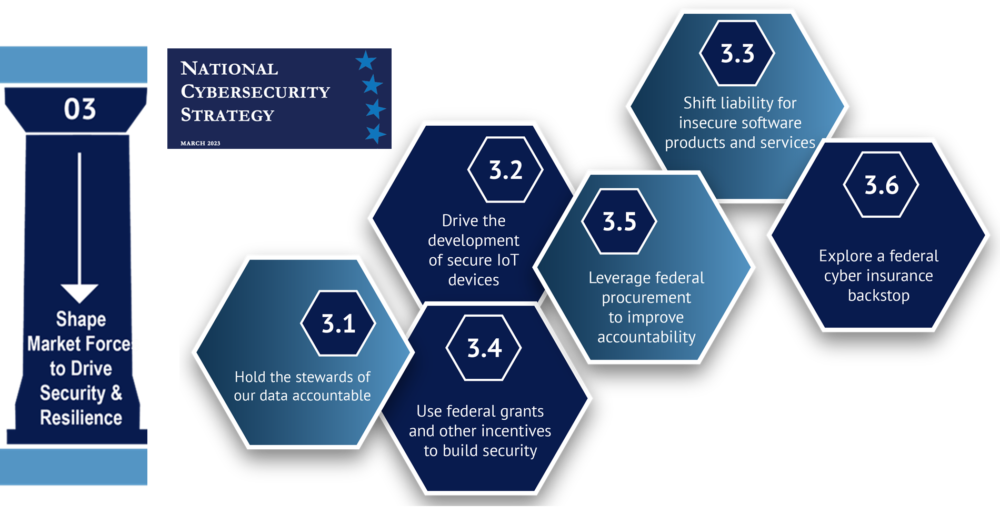 03
Shape
Market Force
to Drive
Security &
Resilience
NATIONAL
CYBERSECURITY
STRATEGY
MARCH 2023
3.1
Hold the stewards of
our data accountable
3.2
Drive the
development
of secure IoT
devices
3.3
Shift liability for
insecure software
products and services
3.4
Use federal grants
and other incentives
to build security
3.5
Leverage federal
procurement
to improve
accountability
3.6
Explore a federal
cyber insurance
backstop